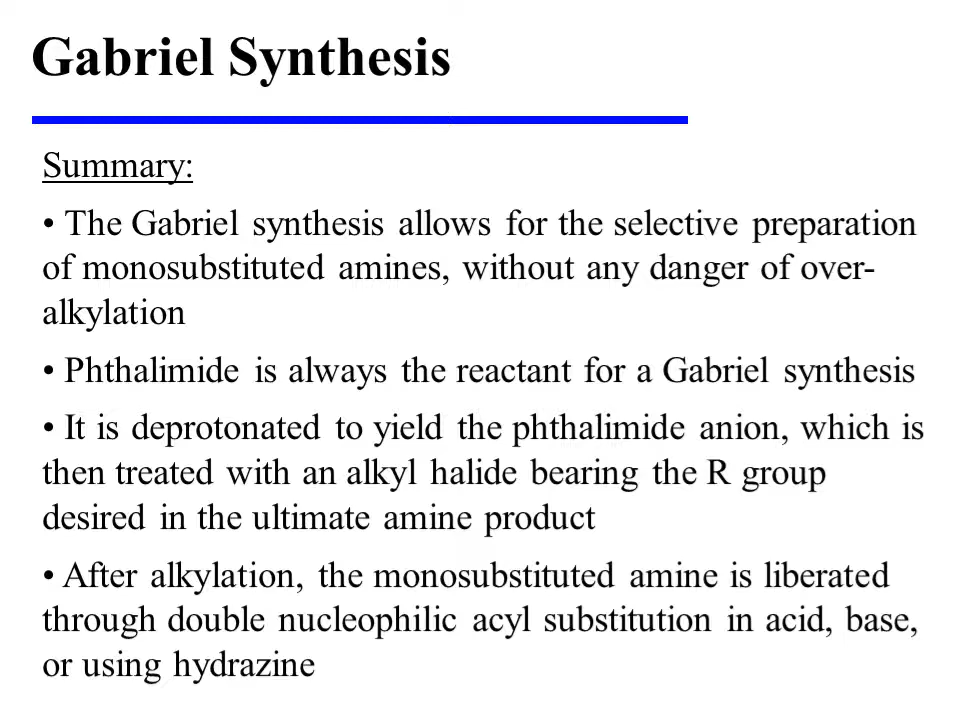 Gabriel Synthesis
Summary:
• The Gabriel synthesis allows for the selective preparation
of monosubstituted amines, without any danger of over-
alkylation
• Phthalimide is always the reactant for a Gabriel synthesis
• It is deprotonated to yield the phthalimide anion, which is
then treated with an alkyl halide bearing the R group
desired in the ultimate amine product
• After alkylation, the monosubstituted amine is liberated
through double nucleophilic acyl substitution in acid, base,
or using hydrazine